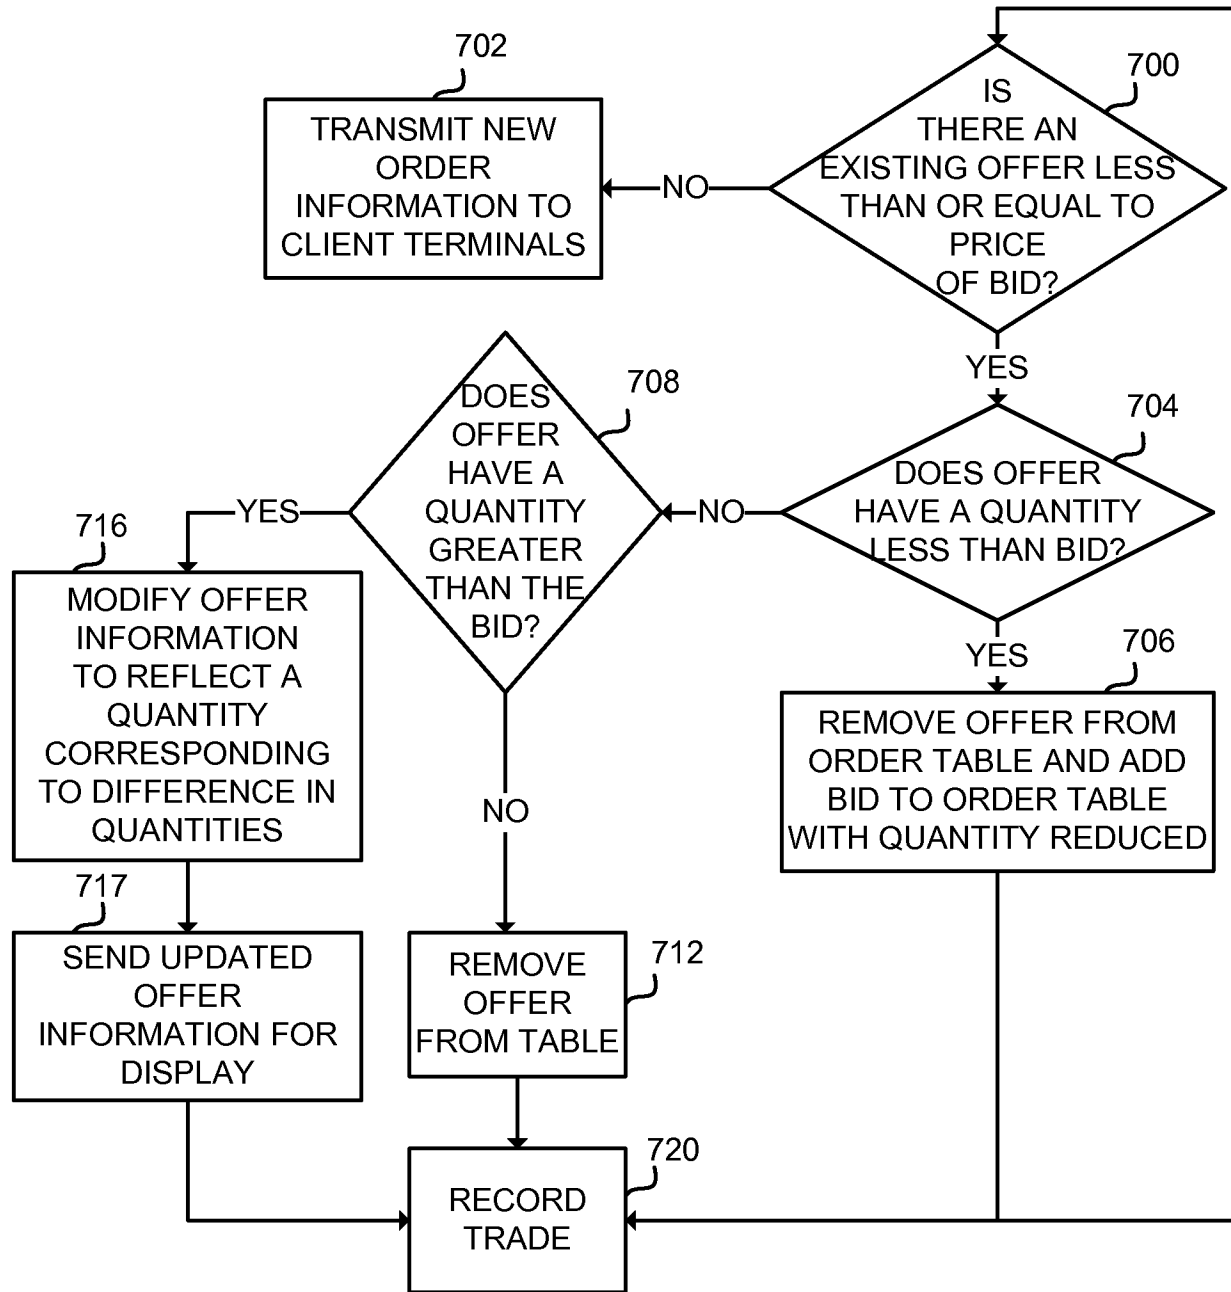 702
TRANSMIT NEW
ORDER
INFORMATION TO
CLIENT TERMINALS
NO
700
IS
THERE AN
EXISTING OFFER LESS
THAN OR EQUAL TO
PRICE
OF BID?
YES
704
DOES OFFER
HAVE A QUANTITY
LESS THAN BID?
NO
708
DOES
OFFER
HAVE A
QUANTITY
GREATER
THAN THE
BID?
YES
716
MODIFY OFFER
INFORMATION
TO REFLECT A
QUANTITY
CORRESPONDING
TO DIFFERENCE IN
QUANTITIES
YES
706
REMOVE OFFER FROM
ORDER TABLE AND ADD
BID TO ORDER TABLE
WITH QUANTITY REDUCED
NO
717
SEND UPDATED
OFFER
INFORMATION FOR
DISPLAY
712
REMOVE
OFFER
FROM TABLE
720
RECORD
TRADE